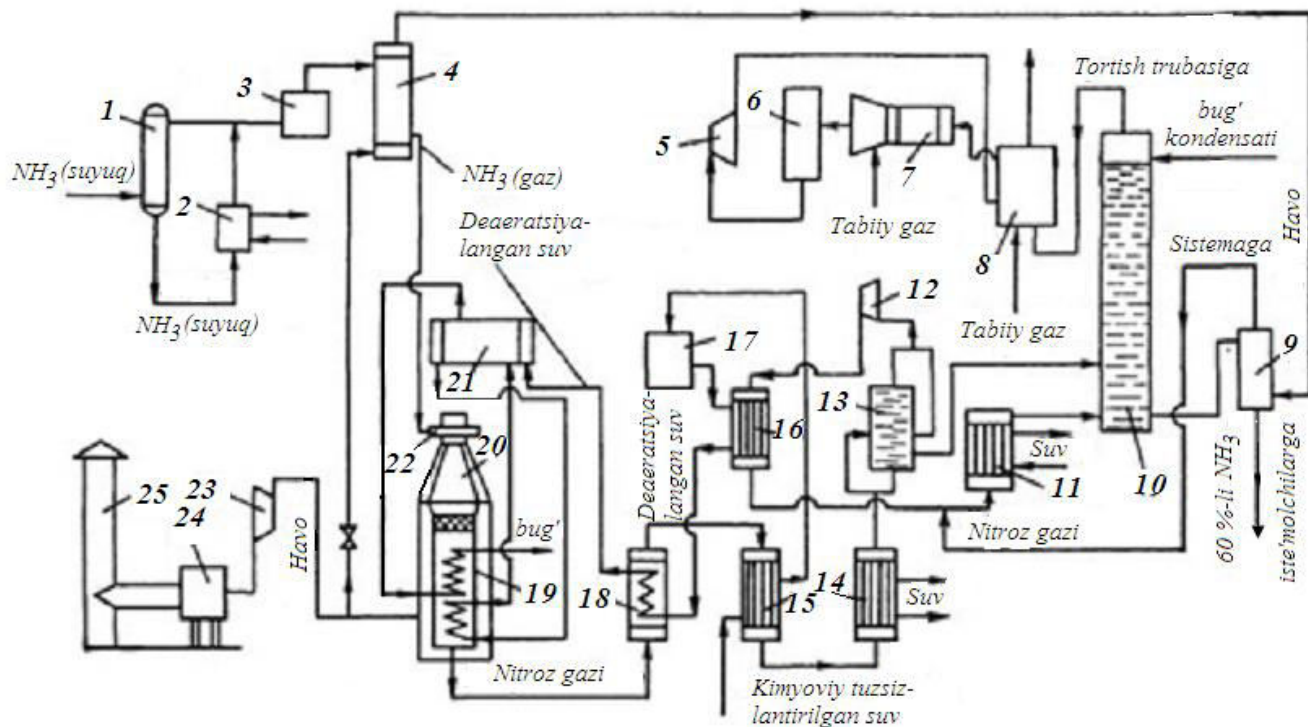 4
3
1
NH₃(suyuq)
2
NH₃(suyuq)
NH₃(gaz)
Deaeratsiya-
langan suv
5
6
7
Tabiiy gaz
8
Tabiiy gaz
Tortish trubasiga
bug'
kondensati
Havo
Sistemaga
9
10
60 %-li NH₃
iste'molchilarga
12
13
17
16
Deaeratsiya-
langan suv
Suv
11
Nitroz gazi
21
22
20
bug'
19
25
23
24
Havo
18
15
14
Suv
Nitroz gazi
Kimyoviy tuzsiz-
lantirilgan suv